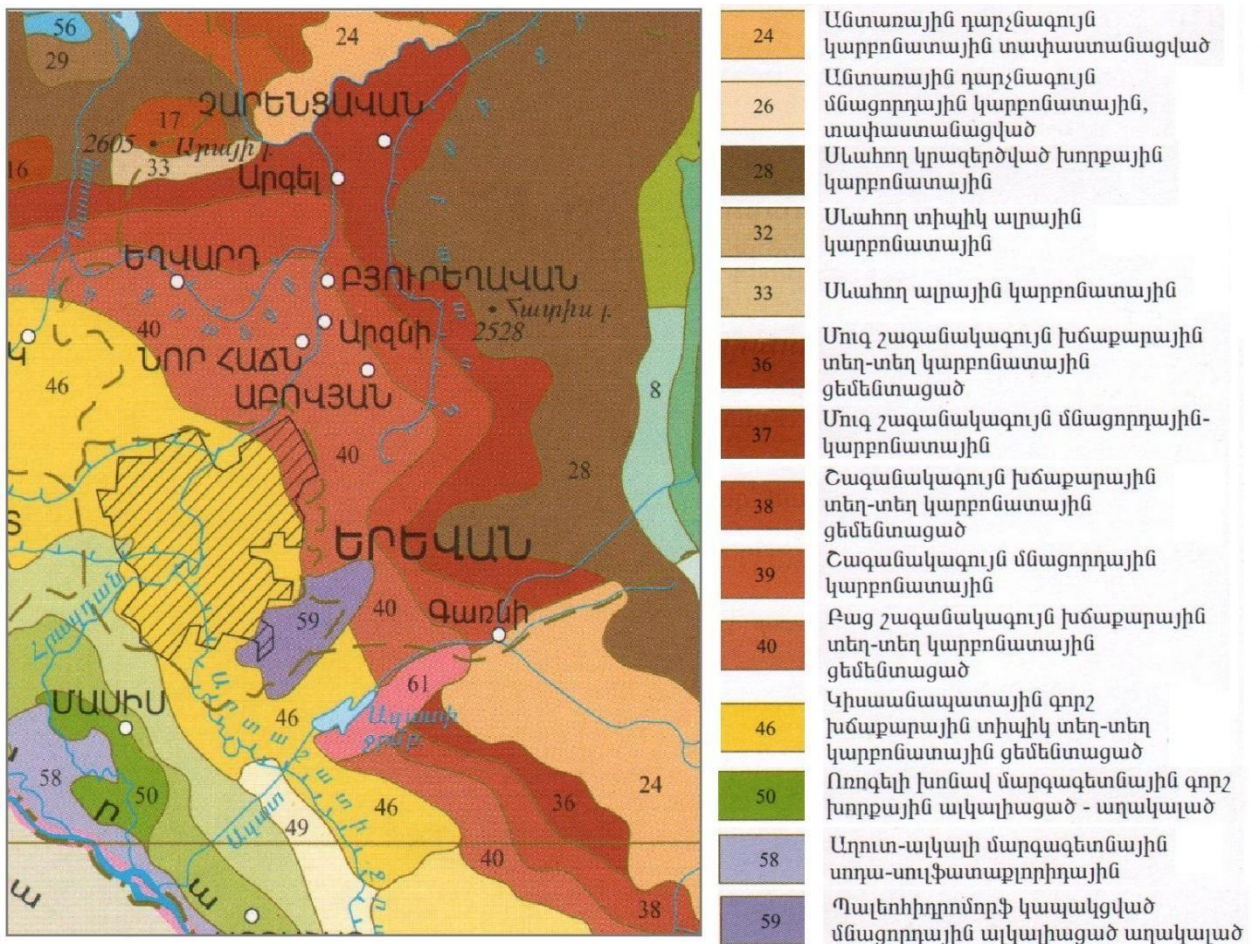 56
29
24
ՉԱՐԵՆՑԱՎԱՆ
17
2605
Արայի լ.
33
16
Արգել
Քասախ
ԵՂՎԱՐԴ
ԲՅՈՒՐԵՂԱՎԱՆ
Հատիս լ.
2528
40
Արզնի
ՆՈՐ ՀԱՃՆ
ԱԲՈՎՅԱՆ
Կ
46
8
40
28
Տ
ԵՐԵՎԱՆ
Հրազդան
59
40
Գառնի
61
ՄԱՍԻՍ
46
Ազատի
ջրմբ.
58
50
Ազատ
49
46
36
24
40
38
ր
ա
ա
24
Անտառային դարչնագույն
կարբոնատային տափաստանացված
26
Անտառային դարչնագույն
մնացորդային կարբոնատային,
տափաստանացված
28
Սևահող կրազերծված խորքային
կարբոնատային
32
Սևահող տիպիկ ալրային
կարբոնատային
33
Սևահող ալրային կարբոնատային
36
Մուգ շագանակագույն խճաքարային
տեղ-տեղ կարբոնատային
ցեմենտացած
37
Մուգ շագանակագույն մնացորդային-
կարբոնատային
38
Շագանակագույն խճաքարային
տեղ-տեղ կարբոնատային
ցեմենտացած
39
Շագանակագույն մնացորդային
կարբոնատային
40
Բաց շագանակագույն խճաքարային
տեղ-տեղ կարբոնատային
ցեմենտացած
46
Կիսաանապատային գորշ
խճաքարային տիպիկ տեղ-տեղ
կարբոնատային ցեմենտացած
50
Ոռոգելի խոնավ մարգագետնային գորշ
խորքային ալկալիացած - աղակալած
58
Աղուտ-ալկալի մարգագետնային
սոդա-սուլֆատաքլորիդային
59
Պալեոհիդրոմորֆ կապակցված
մնացորդային ալկալիացած աղակալած